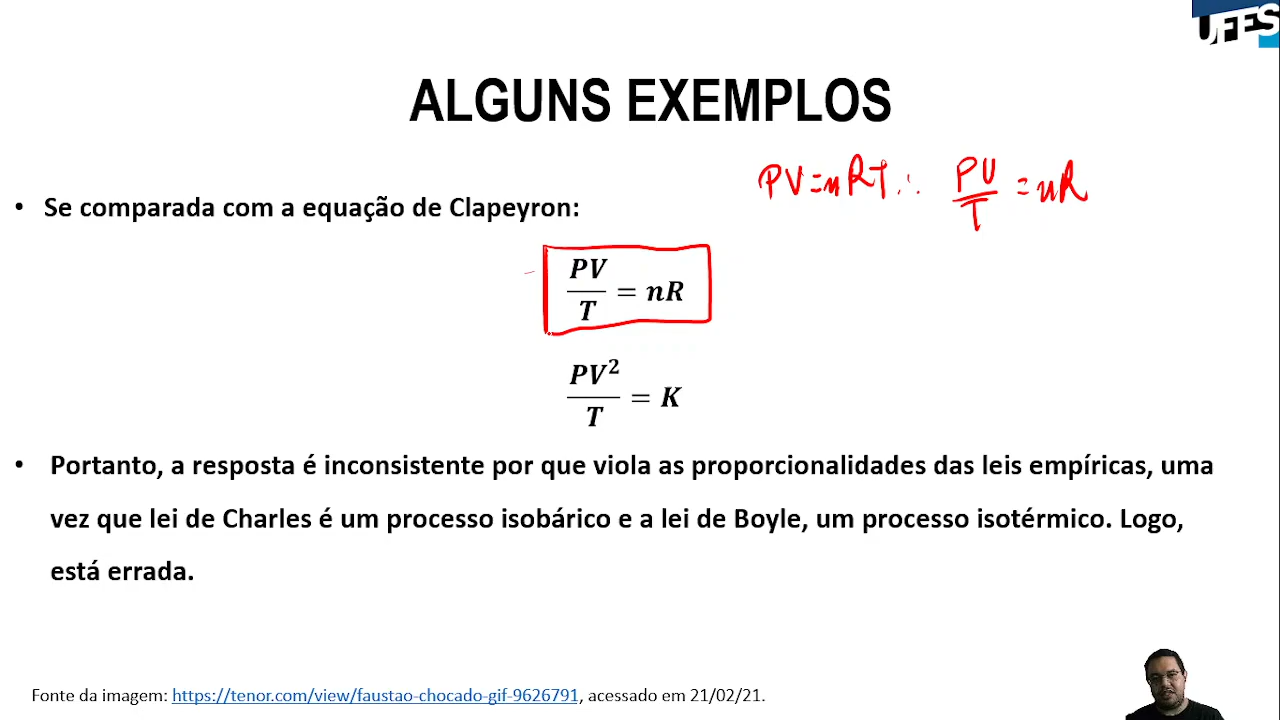 UFES
ALGUNS EXEMPLOS
PV=nRT ∴ PV/T = nR
• Se comparada com a equação de Clapeyron:
PV/T = nR
PV²/T = K
• Portanto, a resposta é inconsistente por que viola as proporcionalidades das leis empíricas, uma
vez que lei de Charles é um processo isobárico e a lei de Boyle, um processo isotérmico. Logo,
está errada.
Fonte da imagem: https://tenor.com/view/faustao-chocado-gif-9626791, acessado em 21/02/21.